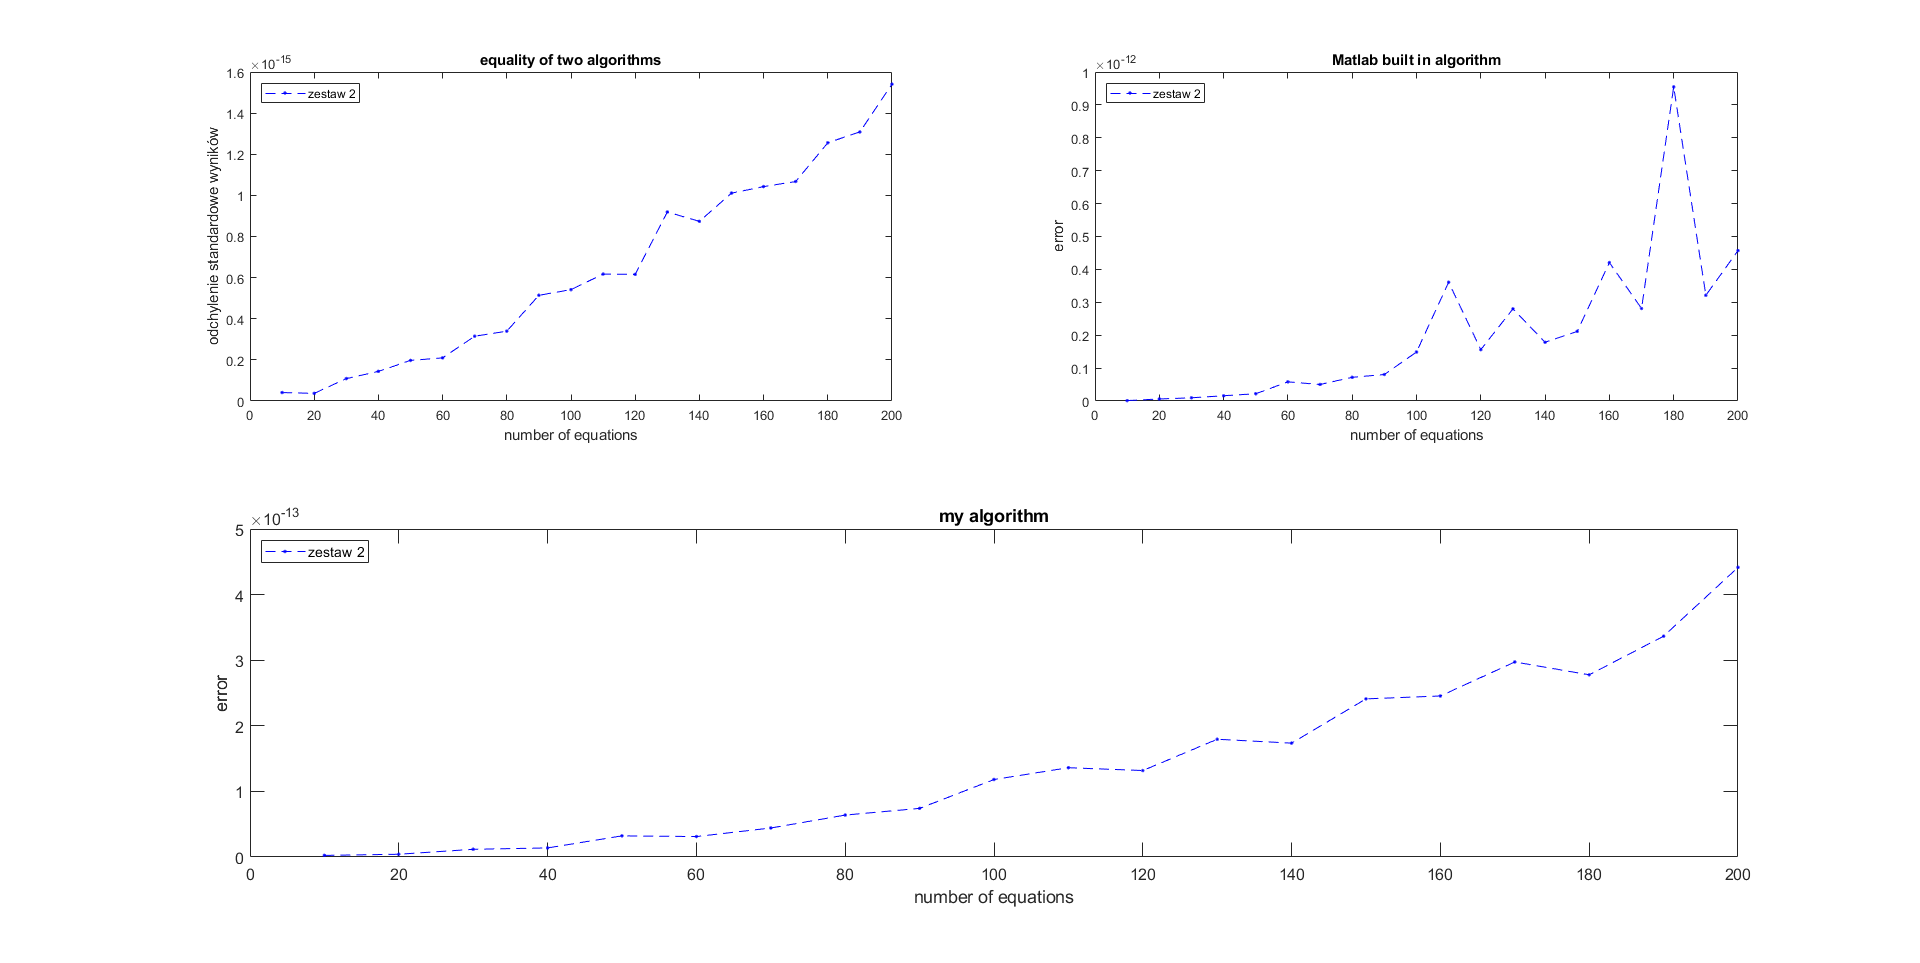 equality of two algorithms
×10-15
1.6
1.4
1.2
1
0.8
0.6
0.4
0.2
0
odchylenie standardowe wyników
zestaw 2
0 20 40 60 80 100 120 140 160 180 200
number of equations
Matlab built in algorithm
×10-12
1
0.9
0.8
0.7
0.6
0.5
0.4
0.3
0.2
0.1
0
error
zestaw 2
0 20 40 60 80 100 120 140 160 180 200
number of equations
my algorithm
×10-13
5
4
3
2
1
0
error
zestaw 2
0 20 40 60 80 100 120 140 160 180 200
number of equations